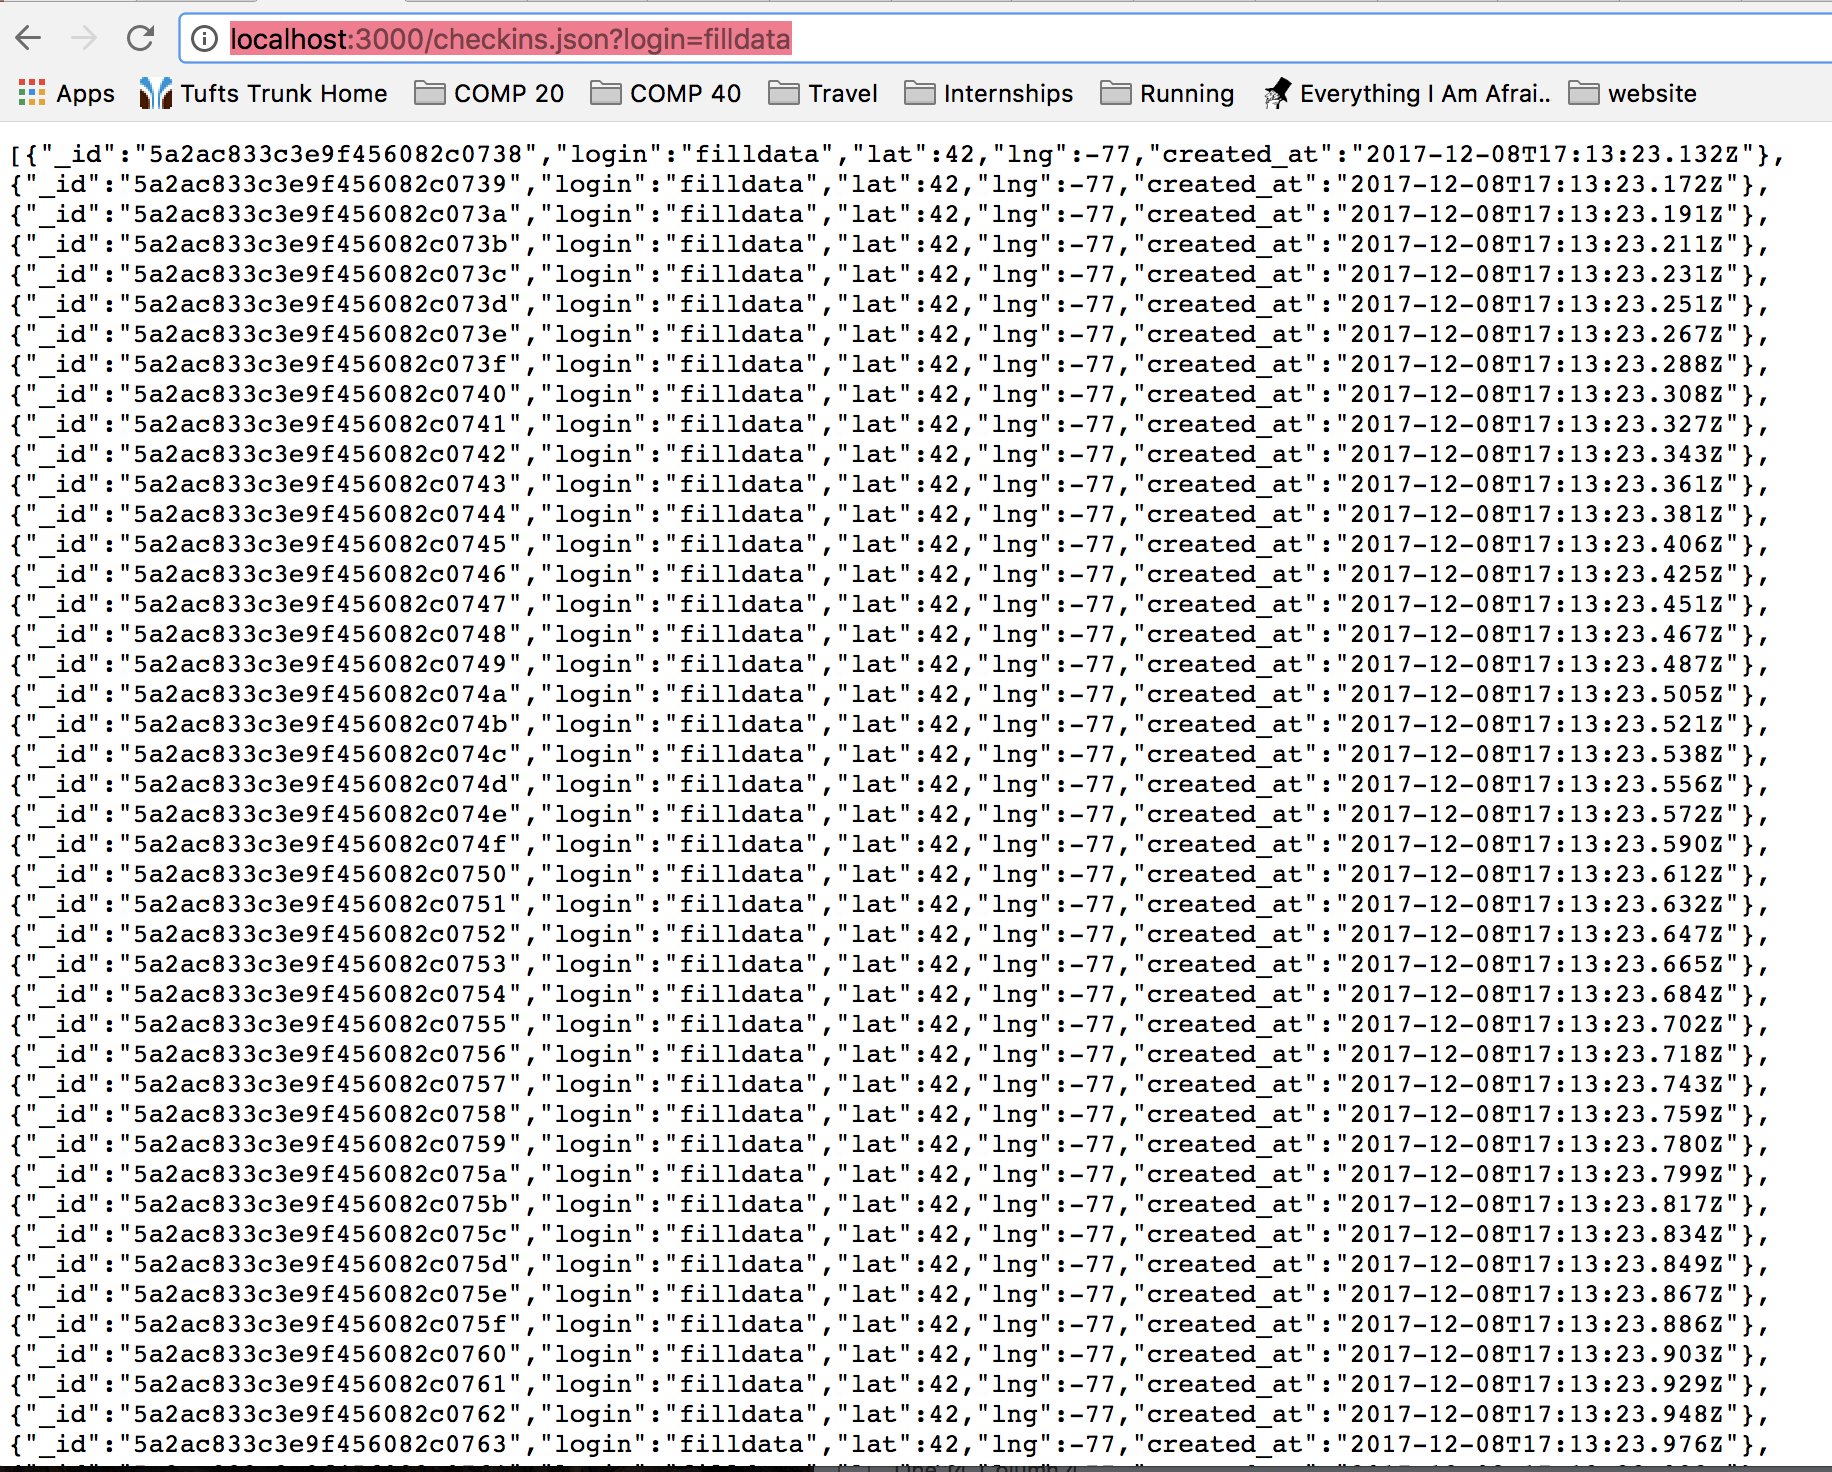 localhost:3000/checkins.json?login=filldata
Apps Tufts Trunk Home COMP 20 COMP 40 Travel Internships Running Everything I Am Afrai.. website
[{"_id":"5a2ac833c3e9f456082c0738","login":"filldata","lat":42,"lng":-77,"created_at":"2017-12-08T17:13:23.132Z"},
{"_id":"5a2ac833c3e9f456082c0739","login":"filldata","lat":42,"lng":-77,"created_at":"2017-12-08T17:13:23.172Z"},
{"_id":"5a2ac833c3e9f456082c073a","login":"filldata","lat":42,"lng":-77,"created_at":"2017-12-08T17:13:23.191Z"},
{"_id":"5a2ac833c3e9f456082c073b","login":"filldata","lat":42,"lng":-77,"created_at":"2017-12-08T17:13:23.211Z"},
{"_id":"5a2ac833c3e9f456082c073c","login":"filldata","lat":42,"lng":-77,"created_at":"2017-12-08T17:13:23.231Z"},
{"_id":"5a2ac833c3e9f456082c073d","login":"filldata","lat":42,"lng":-77,"created_at":"2017-12-08T17:13:23.251Z"},
{"_id":"5a2ac833c3e9f456082c073e","login":"filldata","lat":42,"lng":-77,"created_at":"2017-12-08T17:13:23.267Z"},
{"_id":"5a2ac833c3e9f456082c073f","login":"filldata","lat":42,"lng":-77,"created_at":"2017-12-08T17:13:23.288Z"},
{"_id":"5a2ac833c3e9f456082c0740","login":"filldata","lat":42,"lng":-77,"created_at":"2017-12-08T17:13:23.308Z"},
{"_id":"5a2ac833c3e9f456082c0741","login":"filldata","lat":42,"lng":-77,"created_at":"2017-12-08T17:13:23.327Z"},
{"_id":"5a2ac833c3e9f456082c0742","login":"filldata","lat":42,"lng":-77,"created_at":"2017-12-08T17:13:23.343Z"},
{"_id":"5a2ac833c3e9f456082c0743","login":"filldata","lat":42,"lng":-77,"created_at":"2017-12-08T17:13:23.361Z"},
{"_id":"5a2ac833c3e9f456082c0744","login":"filldata","lat":42,"lng":-77,"created_at":"2017-12-08T17:13:23.381Z"},
{"_id":"5a2ac833c3e9f456082c0745","login":"filldata","lat":42,"lng":-77,"created_at":"2017-12-08T17:13:23.406Z"},
{"_id":"5a2ac833c3e9f456082c0746","login":"filldata","lat":42,"lng":-77,"created_at":"2017-12-08T17:13:23.425Z"},
{"_id":"5a2ac833c3e9f456082c0747","login":"filldata","lat":42,"lng":-77,"created_at":"2017-12-08T17:13:23.451Z"},
{"_id":"5a2ac833c3e9f456082c0748","login":"filldata","lat":42,"lng":-77,"created_at":"2017-12-08T17:13:23.467Z"},
{"_id":"5a2ac833c3e9f456082c0749","login":"filldata","lat":42,"lng":-77,"created_at":"2017-12-08T17:13:23.487Z"},
{"_id":"5a2ac833c3e9f456082c074a","login":"filldata","lat":42,"lng":-77,"created_at":"2017-12-08T17:13:23.505Z"},
{"_id":"5a2ac833c3e9f456082c074b","login":"filldata","lat":42,"lng":-77,"created_at":"2017-12-08T17:13:23.521Z"},
{"_id":"5a2ac833c3e9f456082c074c","login":"filldata","lat":42,"lng":-77,"created_at":"2017-12-08T17:13:23.538Z"},
{"_id":"5a2ac833c3e9f456082c074d","login":"filldata","lat":42,"lng":-77,"created_at":"2017-12-08T17:13:23.556Z"},
{"_id":"5a2ac833c3e9f456082c074e","login":"filldata","lat":42,"lng":-77,"created_at":"2017-12-08T17:13:23.572Z"},
{"_id":"5a2ac833c3e9f456082c074f","login":"filldata","lat":42,"lng":-77,"created_at":"2017-12-08T17:13:23.590Z"},
{"_id":"5a2ac833c3e9f456082c0750","login":"filldata","lat":42,"lng":-77,"created_at":"2017-12-08T17:13:23.612Z"},
{"_id":"5a2ac833c3e9f456082c0751","login":"filldata","lat":42,"lng":-77,"created_at":"2017-12-08T17:13:23.632Z"},
{"_id":"5a2ac833c3e9f456082c0752","login":"filldata","lat":42,"lng":-77,"created_at":"2017-12-08T17:13:23.647Z"},
{"_id":"5a2ac833c3e9f456082c0753","login":"filldata","lat":42,"lng":-77,"created_at":"2017-12-08T17:13:23.665Z"},
{"_id":"5a2ac833c3e9f456082c0754","login":"filldata","lat":42,"lng":-77,"created_at":"2017-12-08T17:13:23.684Z"},
{"_id":"5a2ac833c3e9f456082c0755","login":"filldata","lat":42,"lng":-77,"created_at":"2017-12-08T17:13:23.702Z"},
{"_id":"5a2ac833c3e9f456082c0756","login":"filldata","lat":42,"lng":-77,"created_at":"2017-12-08T17:13:23.718Z"},
{"_id":"5a2ac833c3e9f456082c0757","login":"filldata","lat":42,"lng":-77,"created_at":"2017-12-08T17:13:23.743Z"},
{"_id":"5a2ac833c3e9f456082c0758","login":"filldata","lat":42,"lng":-77,"created_at":"2017-12-08T17:13:23.759Z"},
{"_id":"5a2ac833c3e9f456082c0759","login":"filldata","lat":42,"lng":-77,"created_at":"2017-12-08T17:13:23.780Z"},
{"_id":"5a2ac833c3e9f456082c075a","login":"filldata","lat":42,"lng":-77,"created_at":"2017-12-08T17:13:23.799Z"},
{"_id":"5a2ac833c3e9f456082c075b","login":"filldata","lat":42,"lng":-77,"created_at":"2017-12-08T17:13:23.817Z"},
{"_id":"5a2ac833c3e9f456082c075c","login":"filldata","lat":42,"lng":-77,"created_at":"2017-12-08T17:13:23.834Z"},
{"_id":"5a2ac833c3e9f456082c075d","login":"filldata","lat":42,"lng":-77,"created_at":"2017-12-08T17:13:23.849Z"},
{"_id":"5a2ac833c3e9f456082c075e","login":"filldata","lat":42,"lng":-77,"created_at":"2017-12-08T17:13:23.867Z"},
{"_id":"5a2ac833c3e9f456082c075f","login":"filldata","lat":42,"lng":-77,"created_at":"2017-12-08T17:13:23.886Z"},
{"_id":"5a2ac833c3e9f456082c0760","login":"filldata","lat":42,"lng":-77,"created_at":"2017-12-08T17:13:23.903Z"},
{"_id":"5a2ac833c3e9f456082c0761","login":"filldata","lat":42,"lng":-77,"created_at":"2017-12-08T17:13:23.929Z"},
{"_id":"5a2ac833c3e9f456082c0762","login":"filldata","lat":42,"lng":-77,"created_at":"2017-12-08T17:13:23.948Z"},
{"_id":"5a2ac833c3e9f456082c0763","login":"filldata","lat":42,"lng":-77,"created_at":"2017-12-08T17:13:23.976Z"},